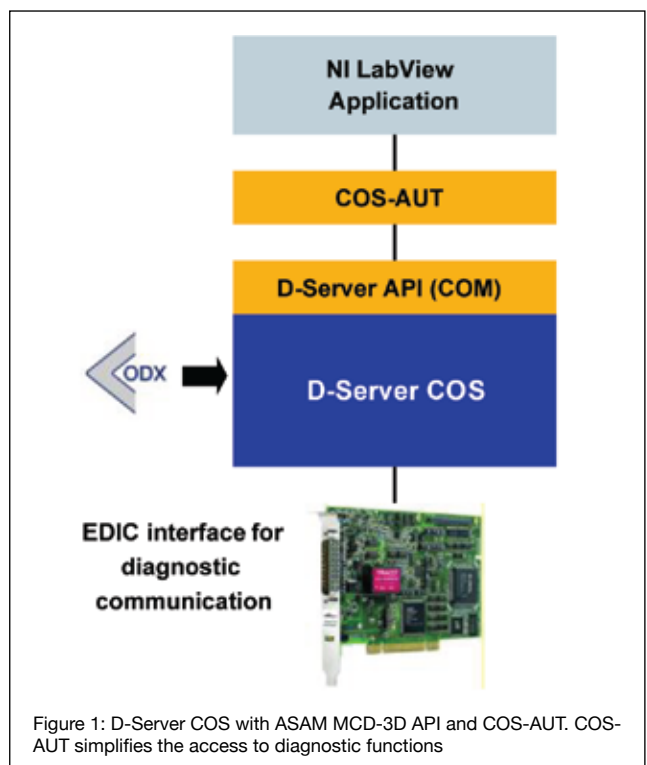 NI LabView
Application
COS-AUT
D-Server API (COM)
ODX
D-Server COS
EDIC interface for
diagnostic
communication
Figure 1: D-Server COS with ASAM MCD-3D API and COS-AUT. COS-
AUT simplifies the access to diagnostic functions